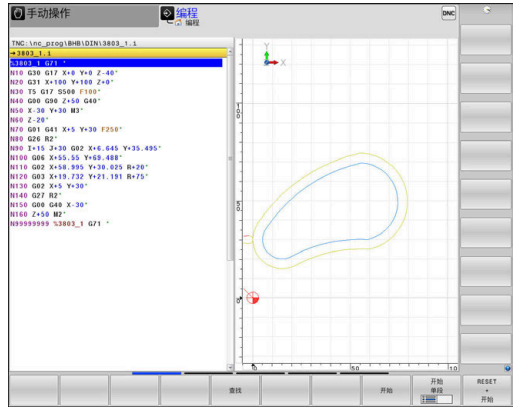 手动操作
编程
编程
DNC
TNC:\nc_prog\BHB\DIN\3803_1.i
→3803_1.i
%3803_1 G71 *
N10 G30 G17 X+0 Y+0 Z-40*
N20 G31 X+100 Y+100 Z+0*
N30 T5 G17 S500 F100*
N40 G00 G90 Z+50 G40*
N50 X-30 Y+30 M3*
N60 Z-20*
N70 G01 G41 X+5 Y+30 F250*
N80 G26 R2*
N90 I+15 J+30 G02 X+6.645 Y+35.495*
N100 G06 X+55.55 Y+69.488*
N110 G02 X+58.995 Y+30.025 R+20*
N120 G03 X+19.732 Y+21.191 R+75*
N130 G02 X+5 Y+30*
N140 G27 R2*
N150 G00 G40 X-30*
N160 Z+50 M2*
N99999999 %3803_1 G71 *
Y
X
100
50
0
0
50
10
查找
开始
开始
单段
RESET
+
开始